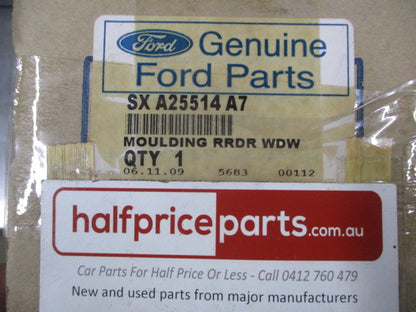 Ford
Genuine
Ford Parts
SX A25514 A7
MOULDING RRDR WDW
QTY 1
06.11.09 5683 00112
halfpriceparts.com.au
Car Parts For Half Price Or Less - Call 0412 760 479
New and used parts from major manufacturers